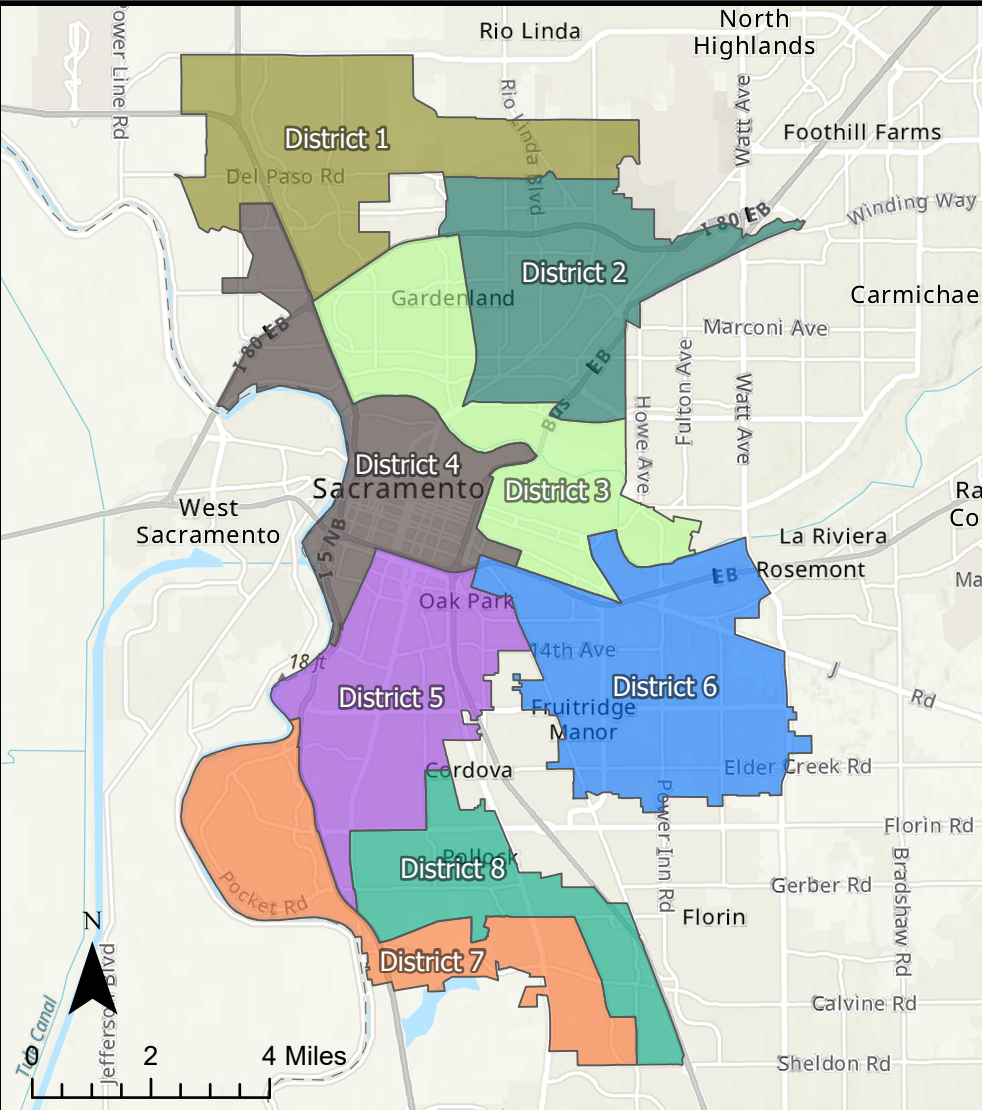 Rio Linda
North
Highlands
Power Line Rd
Rio Linda Blvd
Watt Ave
Foothill Farms
District 1
Del Paso Rd
I 80 EB
Winding Way
District 2
Gardenland
Carmichae
Marconi Ave
I 80 EB
EB
Fulton Ave
Watt Ave
Howe Ave
Bus
District 4
Sacramento
District 3
West
Sacramento
Ra
Co
I 5 NB
La Riviera
EB
Rosemont
Ma
Oak Park
14th Ave
18 ft
District 5
District 6
J
Rd
Fruitridge
Manor
Cordova
Elder Creek Rd
Power Inn Rd
Florin Rd
Pollock
District 8
Gerber Rd
Bradshaw Rd
Pocket Rd
N
Florin
District 7
Calvine Rd
Jefferson Blvd
0 2 4 Miles
Sheldon Rd